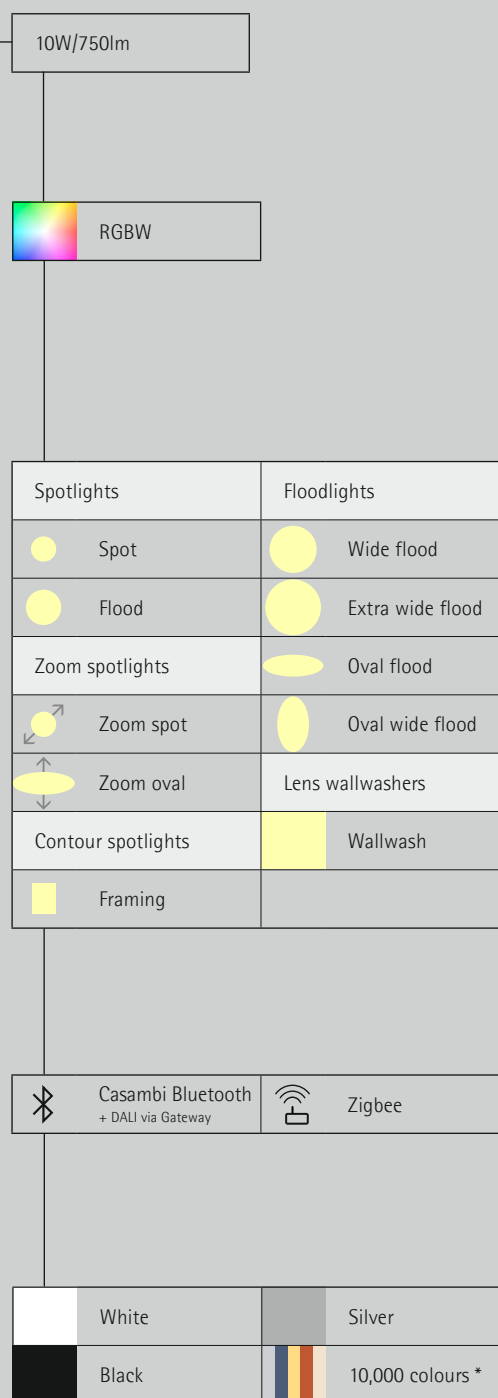 10W/750lm
RGBW
Spotlights
Floodlights
Spot
Wide flood
Flood
Extra wide flood
Zoom spotlights
Oval flood
Zoom spot
Oval wide flood
Zoom oval
Lens wallwashers
Contour spotlights
Wallwash
Framing
Casambi Bluetooth
+ DALI via Gateway
Zigbee
White
Silver
Black
10,000 colours *